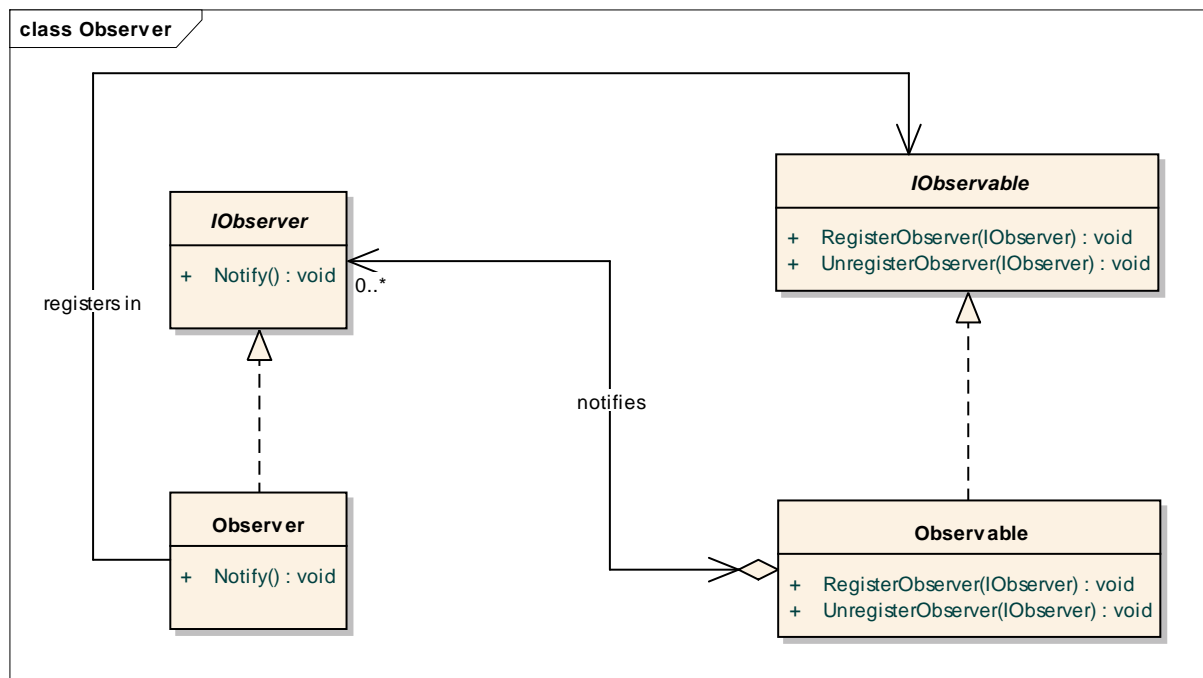 class Observer
IObserver
+ Notify() : void
IObservable
+ RegisterObserver(IObserver) : void
+ UnregisterObserver(IObserver) : void
0..*
registers in
notifies
Observer
+ Notify() : void
Observable
+ RegisterObserver(IObserver) : void
+ UnregisterObserver(IObserver) : void